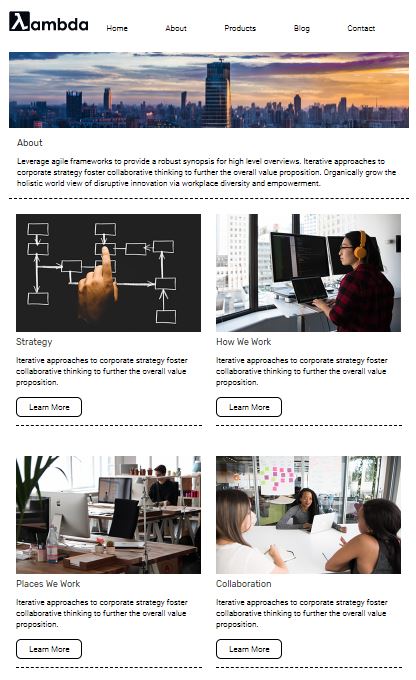 λambda
Home About Products Blog Contact
About
Leverage agile frameworks to provide a robust synopsis for high level overviews. Iterative approaches to
corporate strategy foster collaborative thinking to further the overall value proposition. Organically grow the
holistic world view of disruptive innovation via workplace diversity and empowerment.
Strategy
Iterative approaches to corporate strategy foster
collaborative thinking to further the overall value
proposition.
Learn More
How We Work
Iterative approaches to corporate strategy foster
collaborative thinking to further the overall value
proposition.
Learn More
Places We Work
Iterative approaches to corporate strategy foster
collaborative thinking to further the overall value
proposition.
Learn More
Collaboration
Iterative approaches to corporate strategy foster
collaborative thinking to further the overall value
proposition.
Learn More